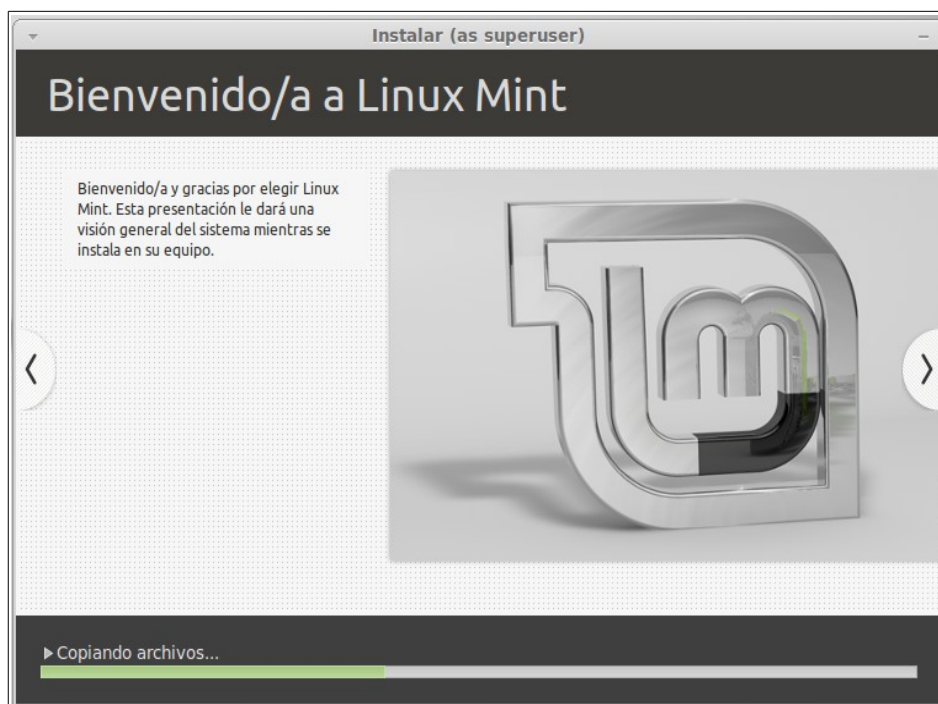 Instalar (as superuser)
Bienvenido/a a Linux Mint
Bienvenido/a y gracias por elegir Linux
Mint. Esta presentación le dará una
visión general del sistema mientras se
instala en su equipo.
Copiando archivos...